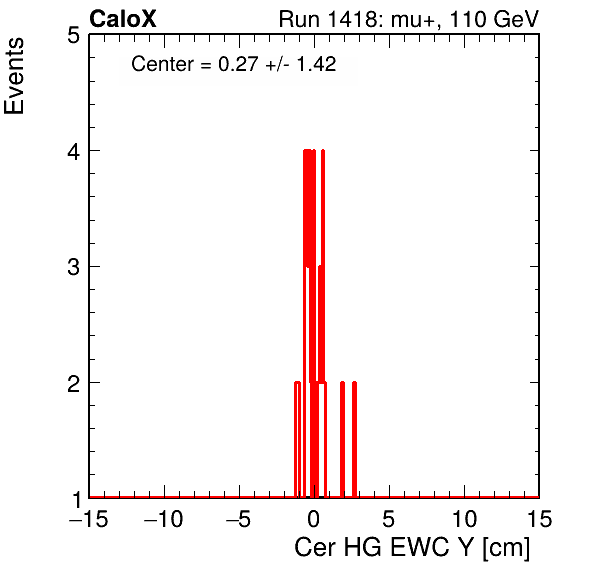 CaloX Run 1418: mu+, 110 GeV
Events
Center = 0.27 +/- 1.42
5
4
3
2
1
−15 −10 −5 0 5 10 15
Cer HG EWC Y [cm]